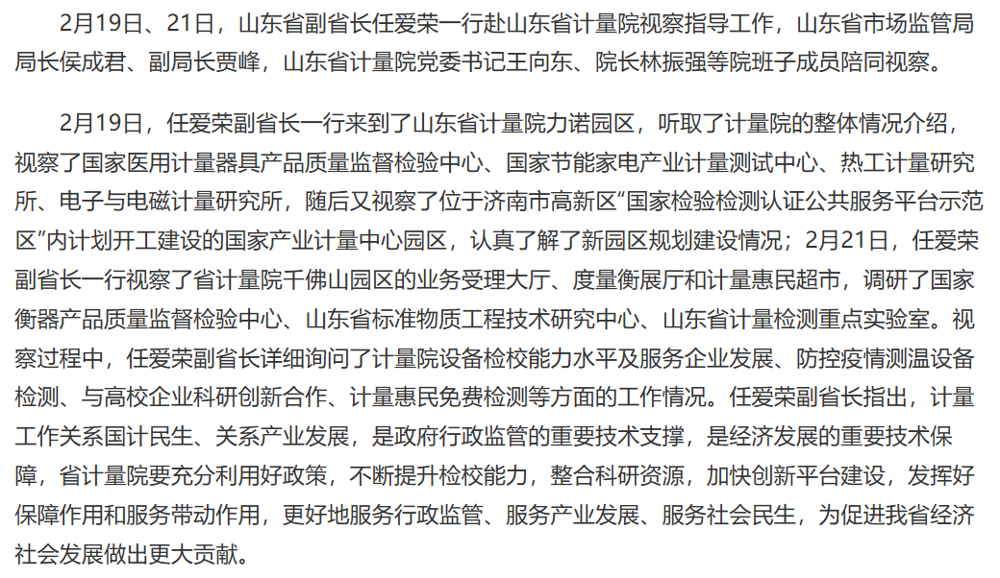 2月19日、21日，山东省副省长任爱荣一行赴山东省计量院视察指导工作，山东省市场监管局
局长侯成君、副局长贾峰，山东省计量院党委书记王向东、院长林振强等院班子成员陪同视察。
2月19日，任爱荣副省长一行来到了山东省计量院力诺园区，听取了计量院的整体情况介绍，
视察了国家医用计量器具产品质量监督检验中心、国家节能家电产业计量测试中心、热工计量研究
所、电子与电磁计量研究所，随后又视察了位于济南市高新区“国家检验检测认证公共服务平台示范
区”内计划开工建设的国家产业计量中心园区，认真了解了新园区规划建设情况；2月21日，任爱荣
副省长一行视察了省计量院千佛山园区的业务受理大厅、度量衡展厅和计量惠民超市，调研了国家
衡器产品质量监督检验中心、山东省标准物质工程技术研究中心、山东省计量检测重点实验室。视
察过程中，任爱荣副省长详细询问了计量院设备检校能力水平及服务企业发展、防控疫情测温设备
检测、与高校企业科研创新合作、计量惠民免费检测等方面的工作情况。任爱荣副省长指出，计量
工作关系国计民生、关系产业发展，是政府行政监管的重要技术支撑，是经济发展的重要技术保
障，省计量院要充分利用好政策，不断提升检校能力，整合科研资源，加快创新平台建设，发挥好
保障作用和服务带动作用，更好地服务行政监管、服务产业发展、服务社会民生，为促进我省经济
社会发展做出更大贡献。